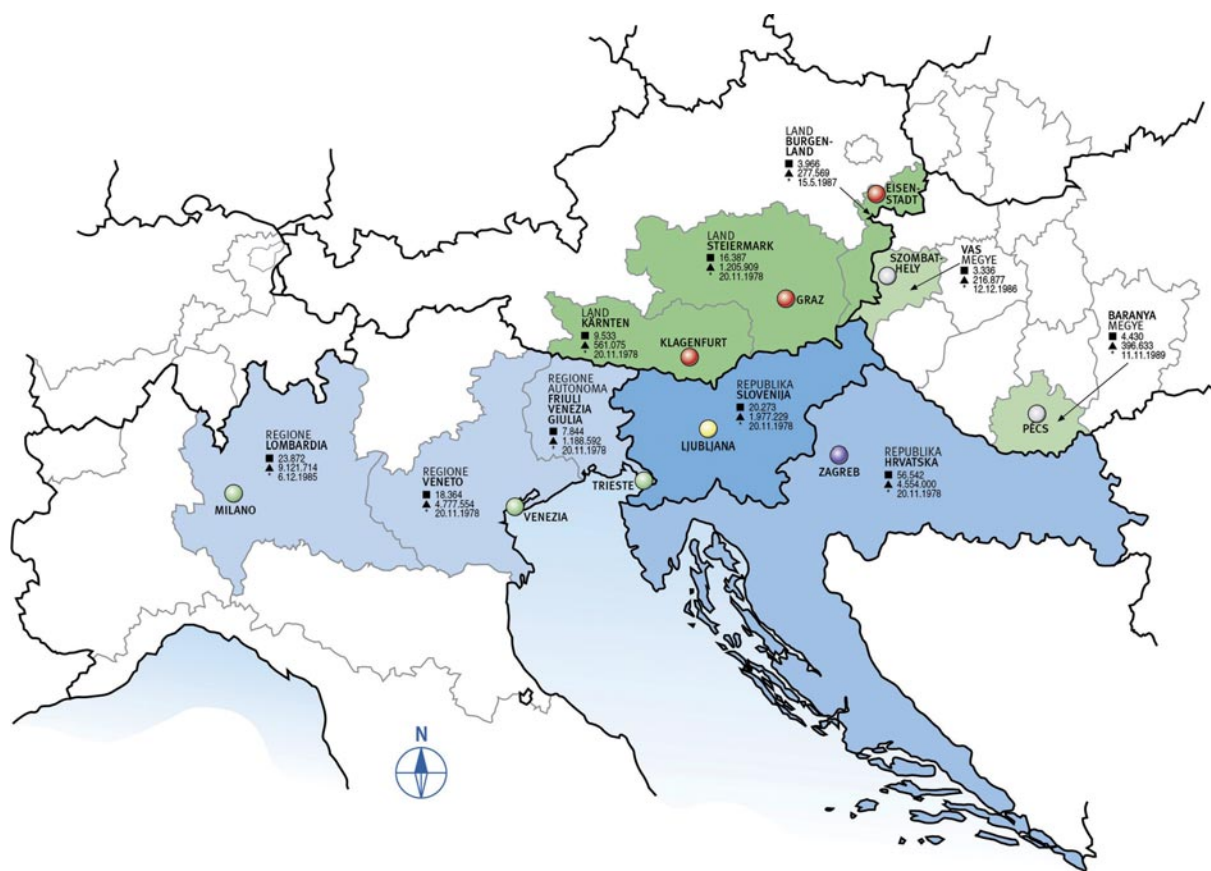 LAND
BURGEN-
LAND
■ 3.966
▲ 277.569
* 15.5.1987
EISEN-
STADT
LAND
STEIERMARK
■ 16.387
▲ 1.205.909
* 20.11.1978
GRAZ
SZOMBAT-
HELY
VAS
MEGYE
■ 3.336
▲ 216.877
* 12.12.1986
BARANYA
MEGYE
■ 4.430
▲ 396.633
* 11.11.1989
PÉCS
LAND
KÄRNTEN
■ 9.533
▲ 561.075
* 20.11.1978
KLAGENFURT
REGIONE
AUTONOMA
FRIULI
VENEZIA
GIULIA
■ 7.844
▲ 1.188.592
* 20.11.1978
REPUBLIKA
SLOVENIJA
■ 20.273
▲ 1.977.229
* 20.11.1978
LJUBLJANA
REGIONE
LOMBARDIA
■ 23.872
▲ 9.121.714
* 6.12.1985
MILANO
REGIONE
VENETO
■ 18.364
▲ 4.777.554
* 20.11.1978
VENEZIA
TRIESTE
ZAGREB
REPUBLIKA
HRVATSKA
■ 56.542
▲ 4.554.000
* 20.11.1978
N